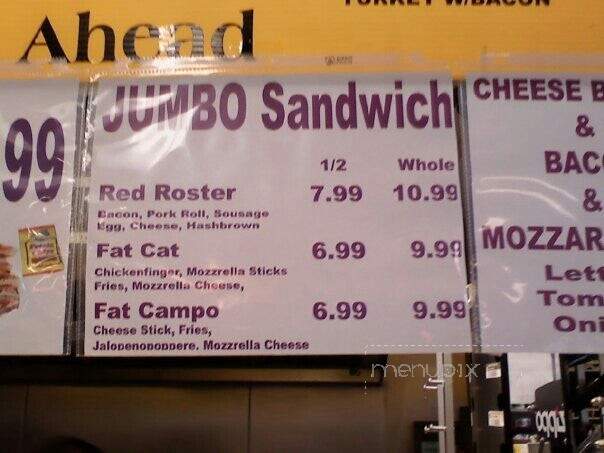 TURKEY W/BACON
Ahead
99
JUMBO Sandwich
1/2 Whole
Red Roster 7.99 10.99
Bacon, Pork Roll, Sousage
Egg, Cheese, Hashbrown
Fat Cat 6.99 9.99
Chickenfinger, Mozzrella Sticks
Fries, Mozzrella Cheese,
Fat Campo 6.99 9.99
Cheese Stick, Fries,
Jalopenopoppere, Mozzrella Cheese
CHEESE B
&
BAC
&
MOZZAR
Lett
Tom
Oni
menupix